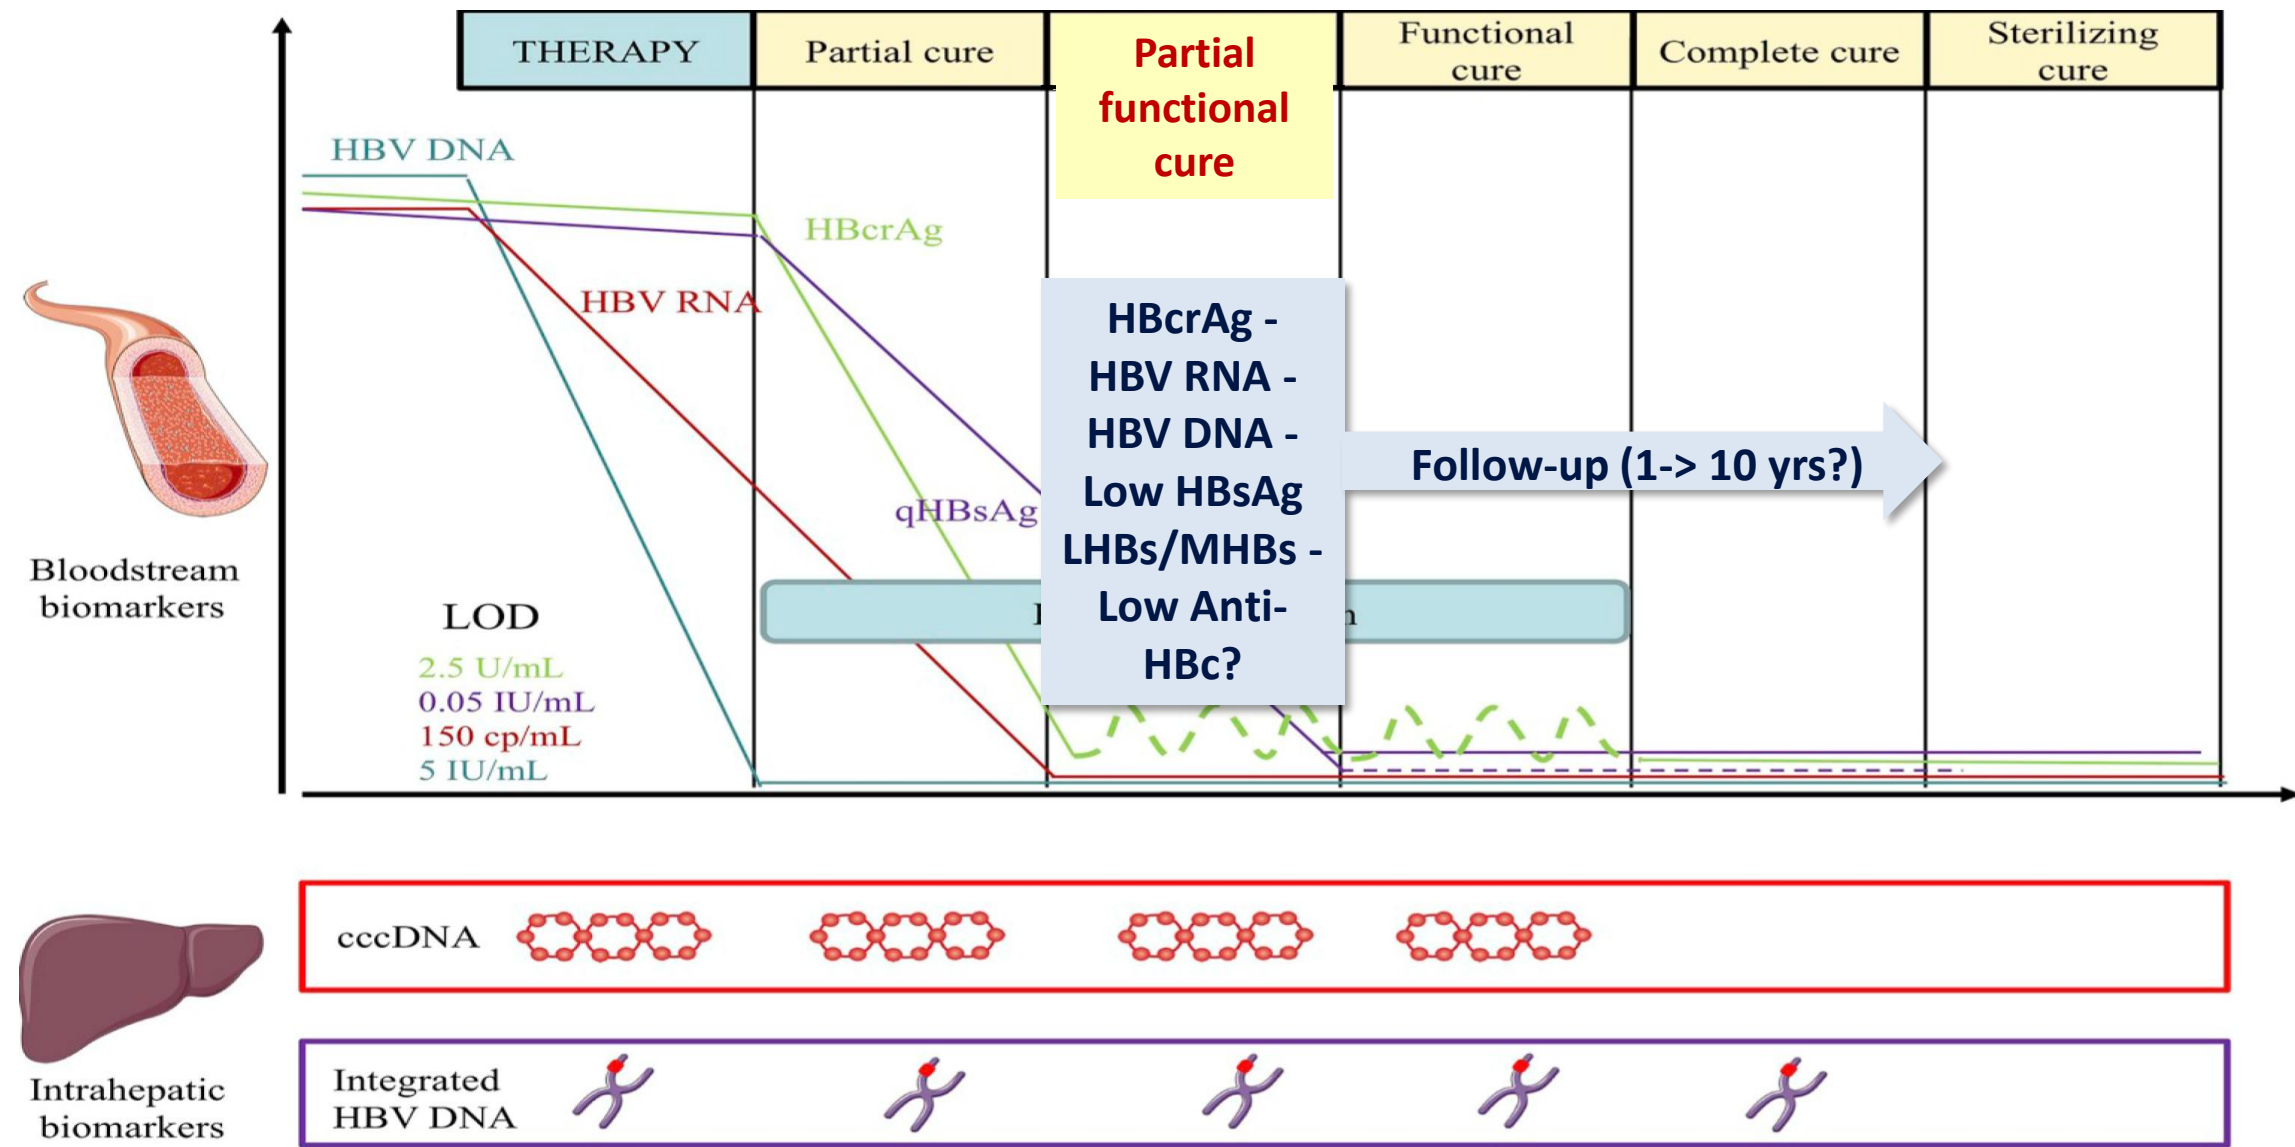 THERAPY
Partial cure
Partial
functional
cure
Functional
cure
Complete cure
Sterilizing
cure
HBV DNA
HBcrAg
HBV RNA
qHBsAg
HBcrAg -
HBV RNA -
HBV DNA -
Low HBsAg
LHBs/MHBs -
Low Anti-
HBc?
Follow-up (1-> 10 yrs?)
Bloodstream
biomarkers
LOD
2.5 U/mL
0.05 IU/mL
150 cp/mL
5 IU/mL
cccDNA
Integrated
HBV DNA
Intrahepatic
biomarkers